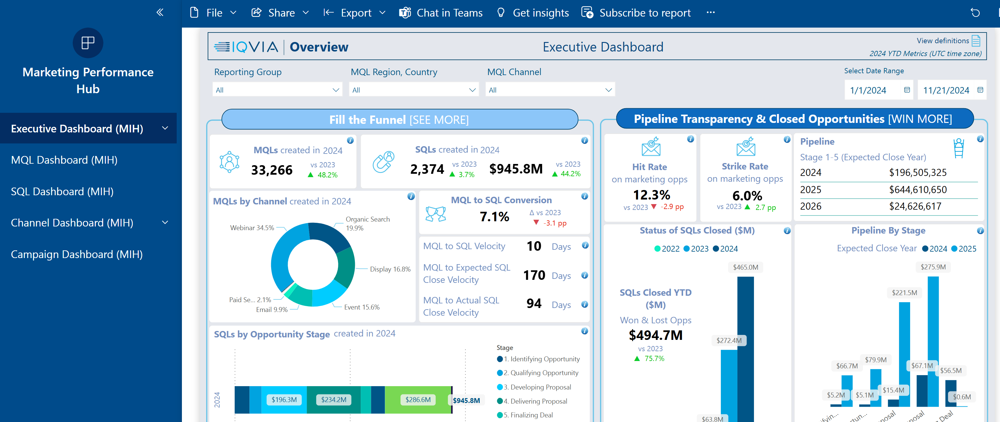 File
Share
Export
Chat in Teams
Get insights
Subscribe to report
Marketing Performance
Hub
Executive Dashboard (MIH)
MQL Dashboard (MIH)
SQL Dashboard (MIH)
Channel Dashboard (MIH)
Campaign Dashboard (MIH)
IQVIA
Overview
Executive Dashboard
View definitions
2024 YTD Metrics (UTC time zone)
Reporting Group
All
MQL Region, Country
All
MQL Channel
All
Select Date Range
1/1/2024
11/21/2024
Fill the Funnel [SEE MORE]
MQLs created in 2024
33,266
vs 2023
48.2%
SQLs created in 2024
2,374
vs 2023
3.7%
$945.8M
vs 2023
44.2%
MQLs by Channel created in 2024
Organic Search
19.9%
Webinar 34.5%
Display 16.8%
Paid Se... 2.1%
Email 9.9%
Event 15.6%
MQL to SQL Conversion
7.1%
Δ vs 2023
-3.1 pp
MQL to SQL Velocity
10 Days
MQL to Expected SQL
Close Velocity
170 Days
MQL to Actual SQL
Close Velocity
94 Days
SQLs by Opportunity Stage created in 2024
2024
$196.3M
$234.2M
$286.6M
$945.8M
Stage
1. Identifying Opportunity
2. Qualifying Opportunity
3. Developing Proposal
4. Delivering Proposal
5. Finalizing Deal
Pipeline Transparency & Closed Opportunities [WIN MORE]
Hit Rate
on marketing opps
12.3%
vs 2023 -2.9 pp
Strike Rate
on marketing opps
6.0%
vs 2023 2.7 pp
Pipeline
Stage 1-5 (Expected Close Year)
2024 $196,505,325
2025 $644,610,650
2026 $24,626,617
Status of SQLs Closed ($M)
2022 2023 2024
$465.0M
SQLs Closed YTD
($M)
Won & Lost Opps
$494.7M
vs 2023
75.7%
$272.4M
$63.8M
Pipeline By Stage
Expected Close Year 2024 2025
$275.9M
$221.5M
$79.9M
$66.7M
$67.1M
$56.5M
$15.4M
$5.2M
$5.1M
$0.6M
ifyin...
rtun...
posal
posal
Deal